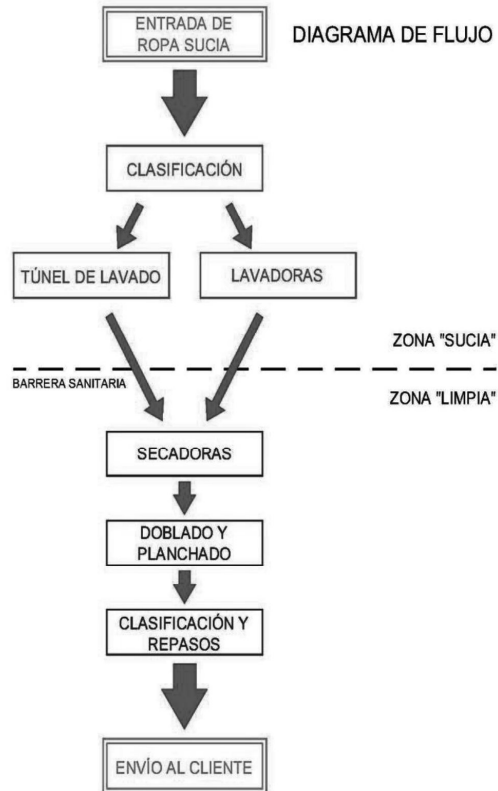 ENTRADA DE
ROPA SUCIA
DIAGRAMA DE FLUJO
CLASIFICACIÓN
TÚNEL DE LAVADO
LAVADORAS
ZONA "SUCIA"
BARRERA SANITARIA
ZONA "LIMPIA"
SECADORAS
DOBLADO Y
PLANCHADO
CLASIFICACIÓN Y
REPASOS
ENVÍO AL CLIENTE